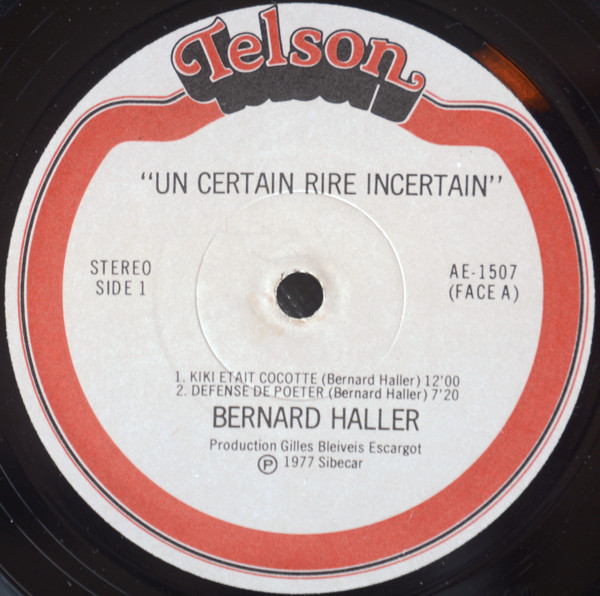 Telson
"UN CERTAIN RIRE INCERTAIN"
STEREO
SIDE 1
AE-1507
(FACE A)
1. KIKI ETAIT COCOTTE (Bernard Haller) 12'00
2. DEFENSE DE POETER (Bernard Haller) 7'20
BERNARD HALLER
Production Gilles Bleiveis Escargot
℗ 1977 Sibecar